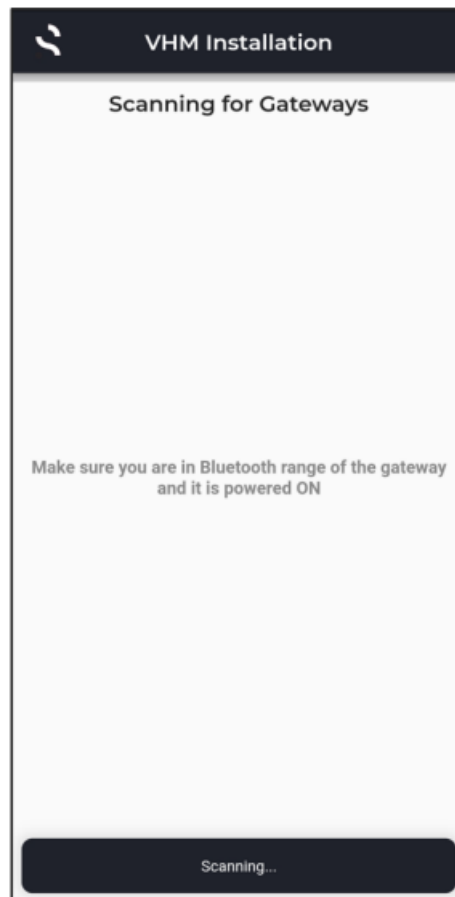 VHM Installation
Scanning for Gateways
Make sure you are in Bluetooth range of the gateway
and it is powered ON
Scanning...